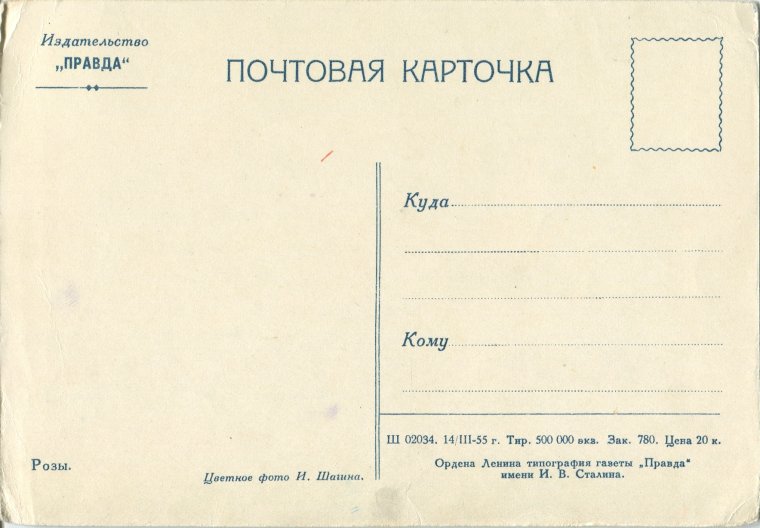 Издательство
„ПРАВДА“
ПОЧТОВАЯ КАРТОЧКА
Куда
Кому
Ш 02034. 14/III-55 г. Тир. 500 000 экв. Зак. 780. Цена 20 к.
Ордена Ленина типография газеты „Правда“
имени И. В. Сталина.
Розы.
Цветное фото И. Шагина.